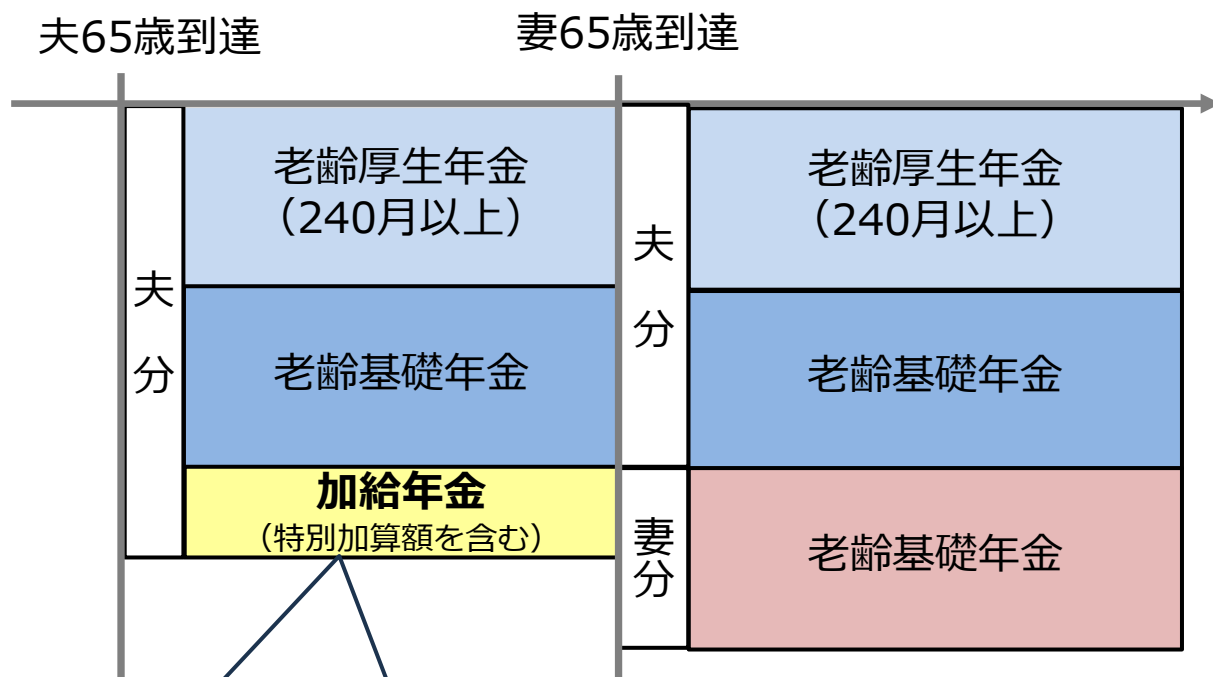 夫65歳到達
妻65歳到達
夫
分
老齢厚生年金
（240月以上）
老齢基礎年金
加給年金
（特別加算額を含む）
夫
分
老齢厚生年金
（240月以上）
老齢基礎年金
妻
分
老齢基礎年金